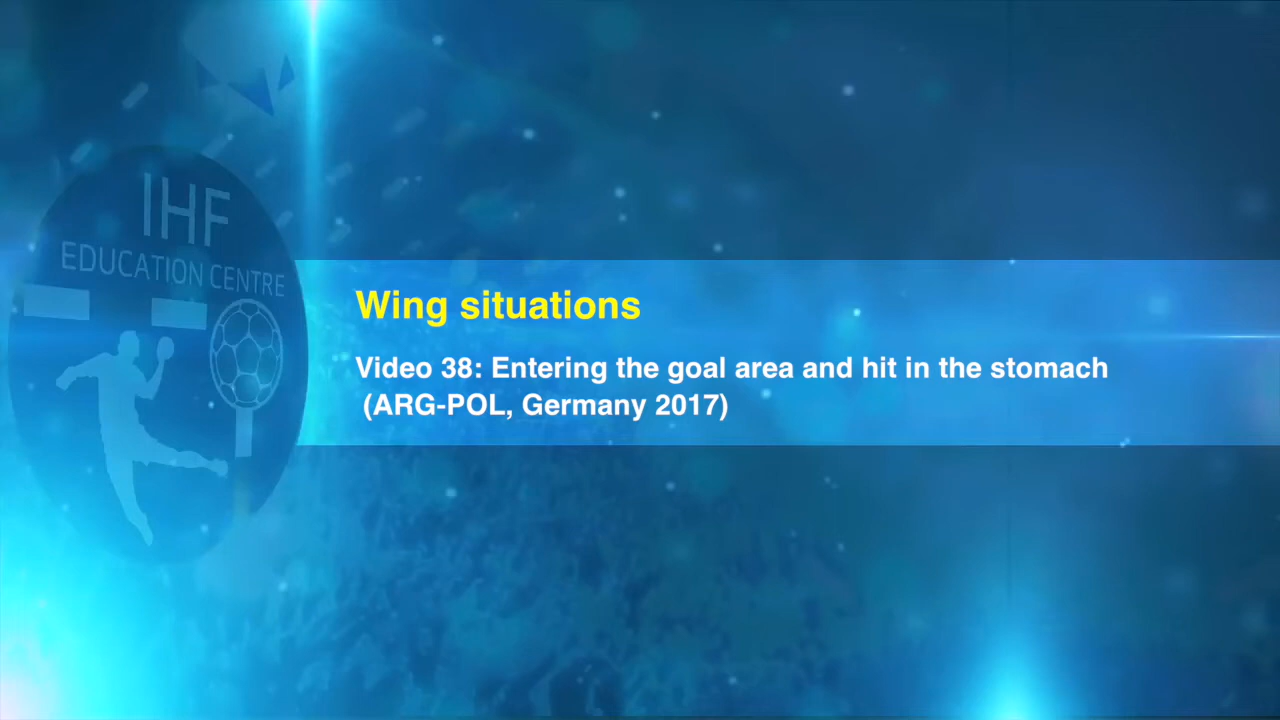 IHF
EDUCATION CENTRE
Wing situations
Video 38: Entering the goal area and hit in the stomach
(ARG-POL, Germany 2017)